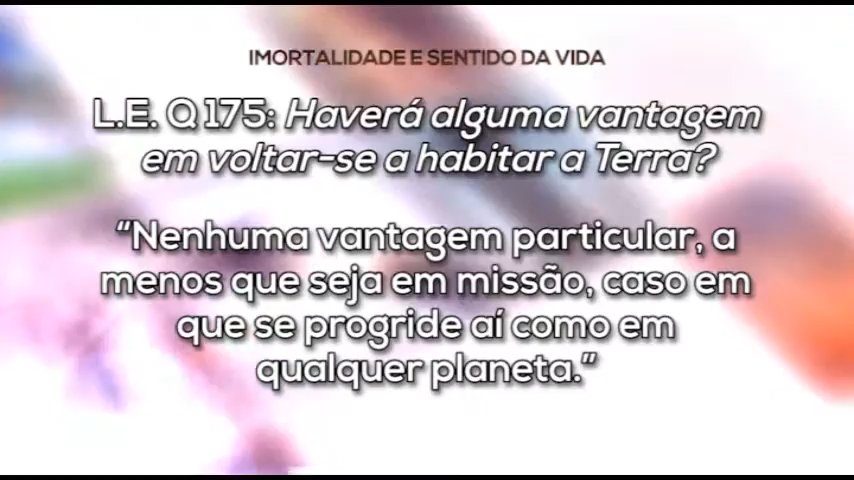 IMORTALIDADE E SENTIDO DA VIDA
L.E. Q 175: Haverá alguma vantagem
em voltar-se a habitar a Terra?
“Nenhuma vantagem particular, a
menos que seja em missão, caso em
que se progride aí como em
qualquer planeta.”